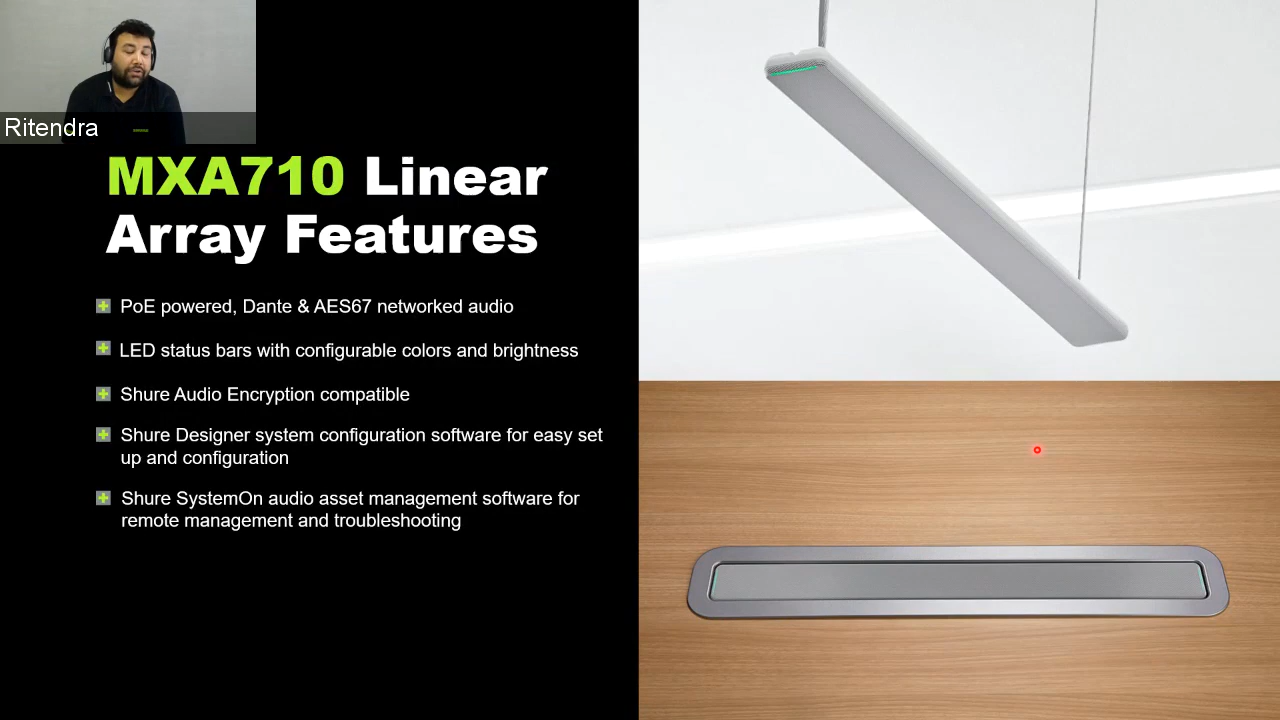 Ritendra
MXA710 Linear
Array Features
PoE powered, Dante & AES67 networked audio
LED status bars with configurable colors and brightness
Shure Audio Encryption compatible
Shure Designer system configuration software for easy set
up and configuration
Shure SystemOn audio asset management software for
remote management and troubleshooting